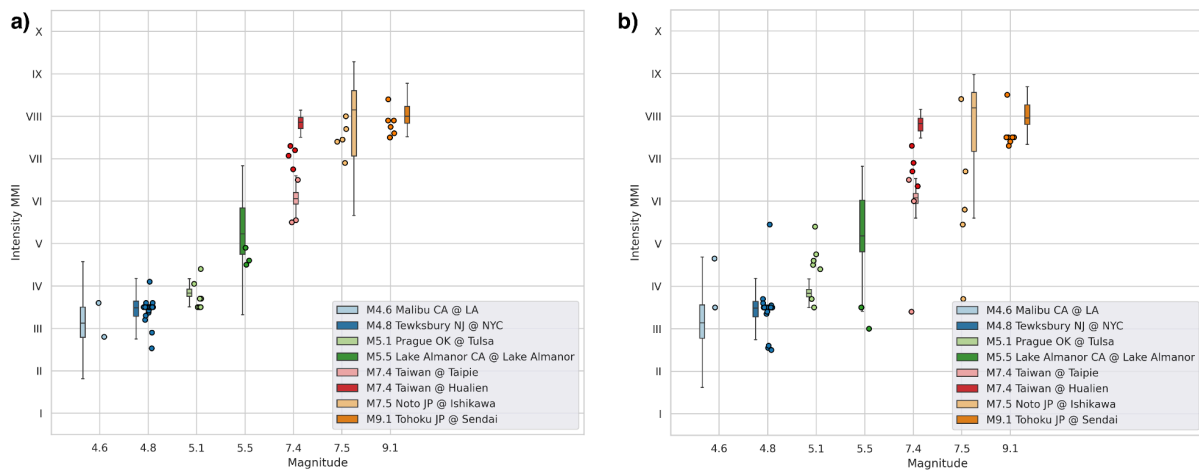 a)
X
IX
VIII
VII
VI
V
IV
III
II
I
Intensity MMI
M4.6 Malibu CA @ LA
M4.8 Tewksbury NJ @ NYC
M5.1 Prague OK @ Tulsa
M5.5 Lake Almanor CA @ Lake Almanor
M7.4 Taiwan @ Taipie
M7.4 Taiwan @ Hualien
M7.5 Noto JP @ Ishikawa
M9.1 Tohoku JP @ Sendai
4.6 4.8 5.1 5.5 7.4 7.5 9.1
Magnitude
b)
X
IX
VIII
VII
VI
V
IV
III
II
I
Intensity MMI
M4.6 Malibu CA @ LA
M4.8 Tewksbury NJ @ NYC
M5.1 Prague OK @ Tulsa
M5.5 Lake Almanor CA @ Lake Almanor
M7.4 Taiwan @ Taipie
M7.4 Taiwan @ Hualien
M7.5 Noto JP @ Ishikawa
M9.1 Tohoku JP @ Sendai
4.6 4.8 5.1 5.5 7.4 7.5 9.1
Magnitude